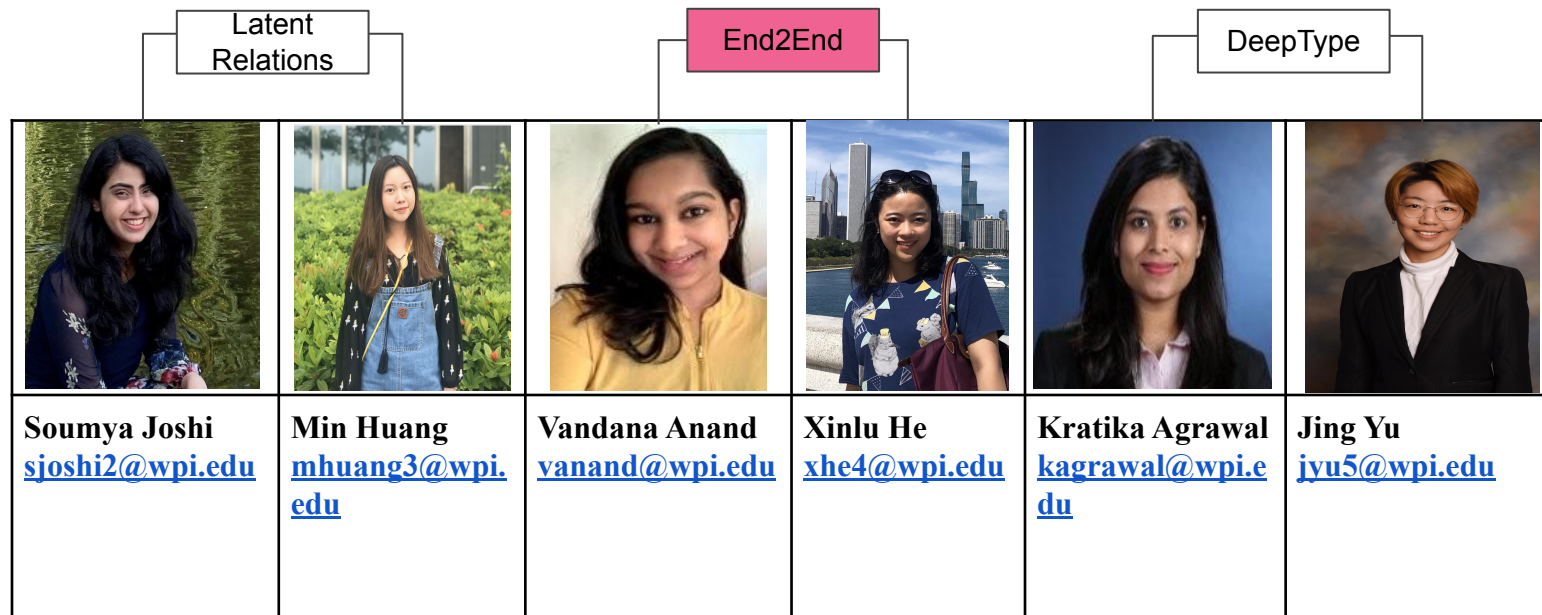 Latent
Relations
End2End
DeepType
Soumya Joshi
sjoshi2@wpi.edu
Min Huang
mhuang3@wpi.
edu
Vandana Anand
vanand@wpi.edu
Xinlu He
xhe4@wpi.edu
Kratika Agrawal
kagrawal@wpi.e
du
Jing Yu
jyu5@wpi.edu